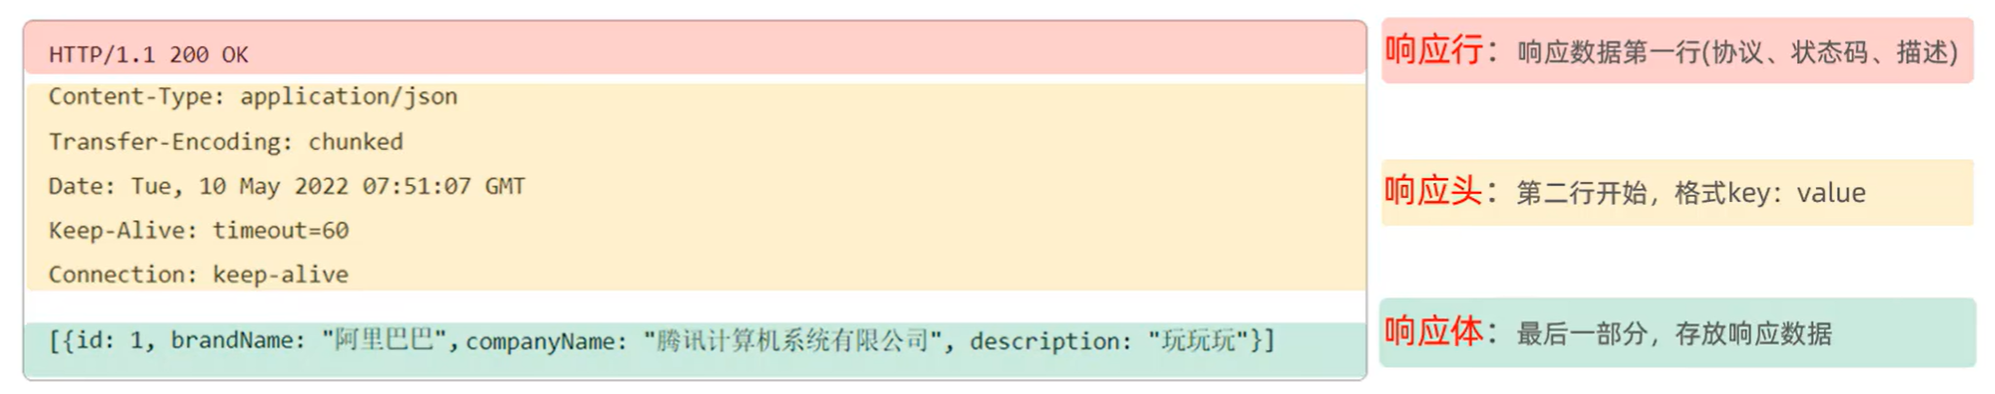 HTTP/1.1 200 OK
Content-Type: application/json
Transfer-Encoding: chunked
Date: Tue, 10 May 2022 07:51:07 GMT
Keep-Alive: timeout=60
Connection: keep-alive
[{id: 1, brandName: "阿里巴巴",companyName: "腾讯计算机系统有限公司", description: "玩玩玩"}]
响应行：响应数据第一行(协议、状态码、描述)
响应头：第二行开始，格式key：value
响应体：最后一部分，存放响应数据